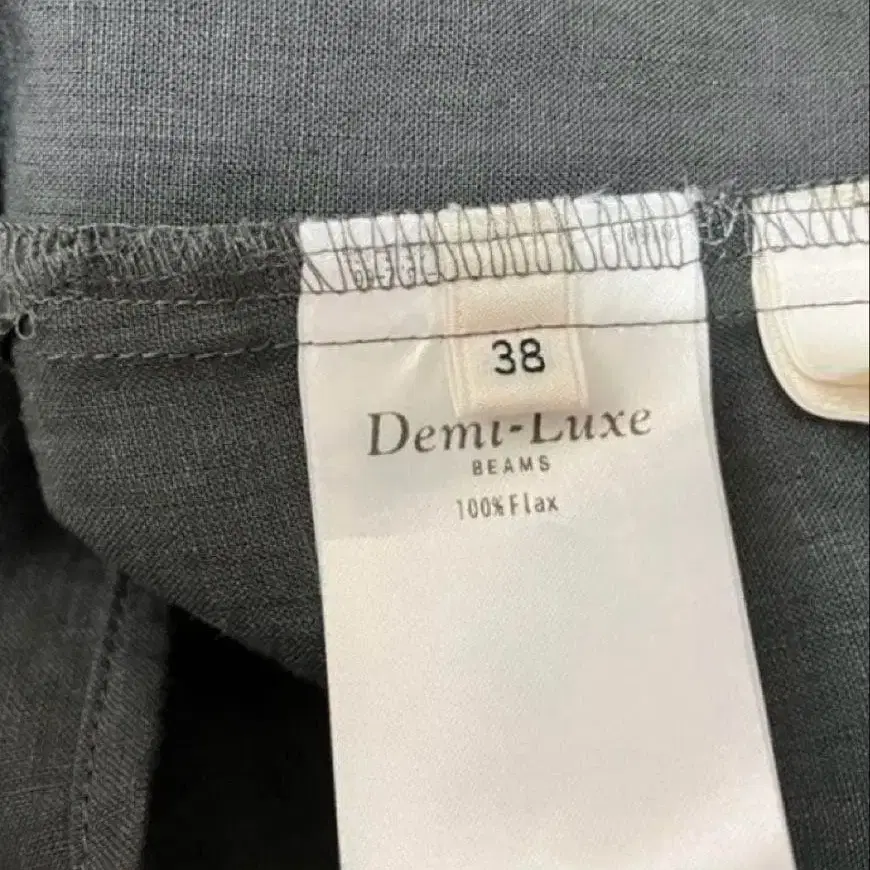 38
Demi-Luxe
BEAMS
100%Flax